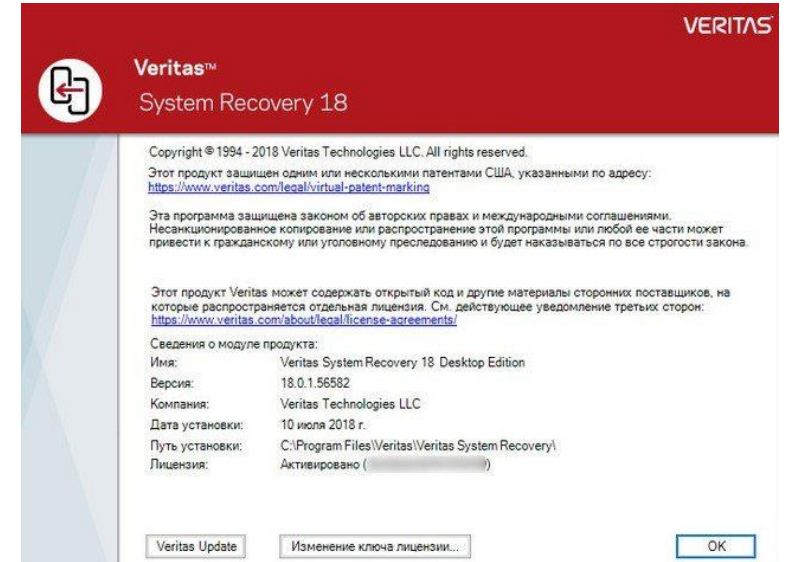 VERITAS
Veritas™
System Recovery 18
Copyright © 1994 - 2018 Veritas Technologies LLC. All rights reserved.
Этот продукт защищен одним или несколькими патентами США, указанными по адресу:
https://www.veritas.com/legal/virtual-patent-marking
Эта программа защищена законом об авторских правах и международными соглашениями.
Несанкционированное копирование или распространение этой программы или любой ее части может
привести к гражданскому или уголовному преследованию и будет наказываться по все строгости закона.
Этот продукт Veritas может содержать открытый код и другие материалы сторонних поставщиков, на
которые распространяется отдельная лицензия. См. действующее уведомление третьих сторон:
https://www.veritas.com/about/legal/license-agreements/
Сведения о модуле продукта:
Имя: Veritas System Recovery 18 Desktop Edition
Версия: 18.0.1.56582
Компания: Veritas Technologies LLC
Дата установки: 10 июля 2018 г.
Путь установки: C:\Program Files\Veritas\Veritas System Recovery\
Лицензия: Активировано ( )
Veritas Update Изменение ключа лицензии... OK